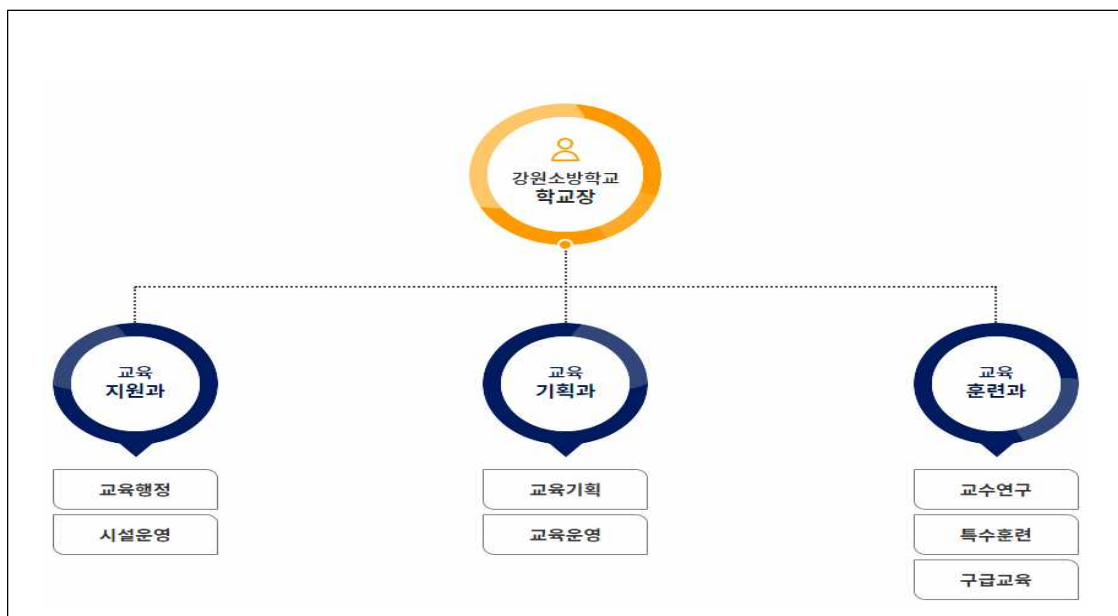 강원소방학교
학교장
교육
지원과
교육행정
시설운영
교육
기획과
교육기획
교육운영
교육
훈련과
교수연구
특수훈련
구급교육